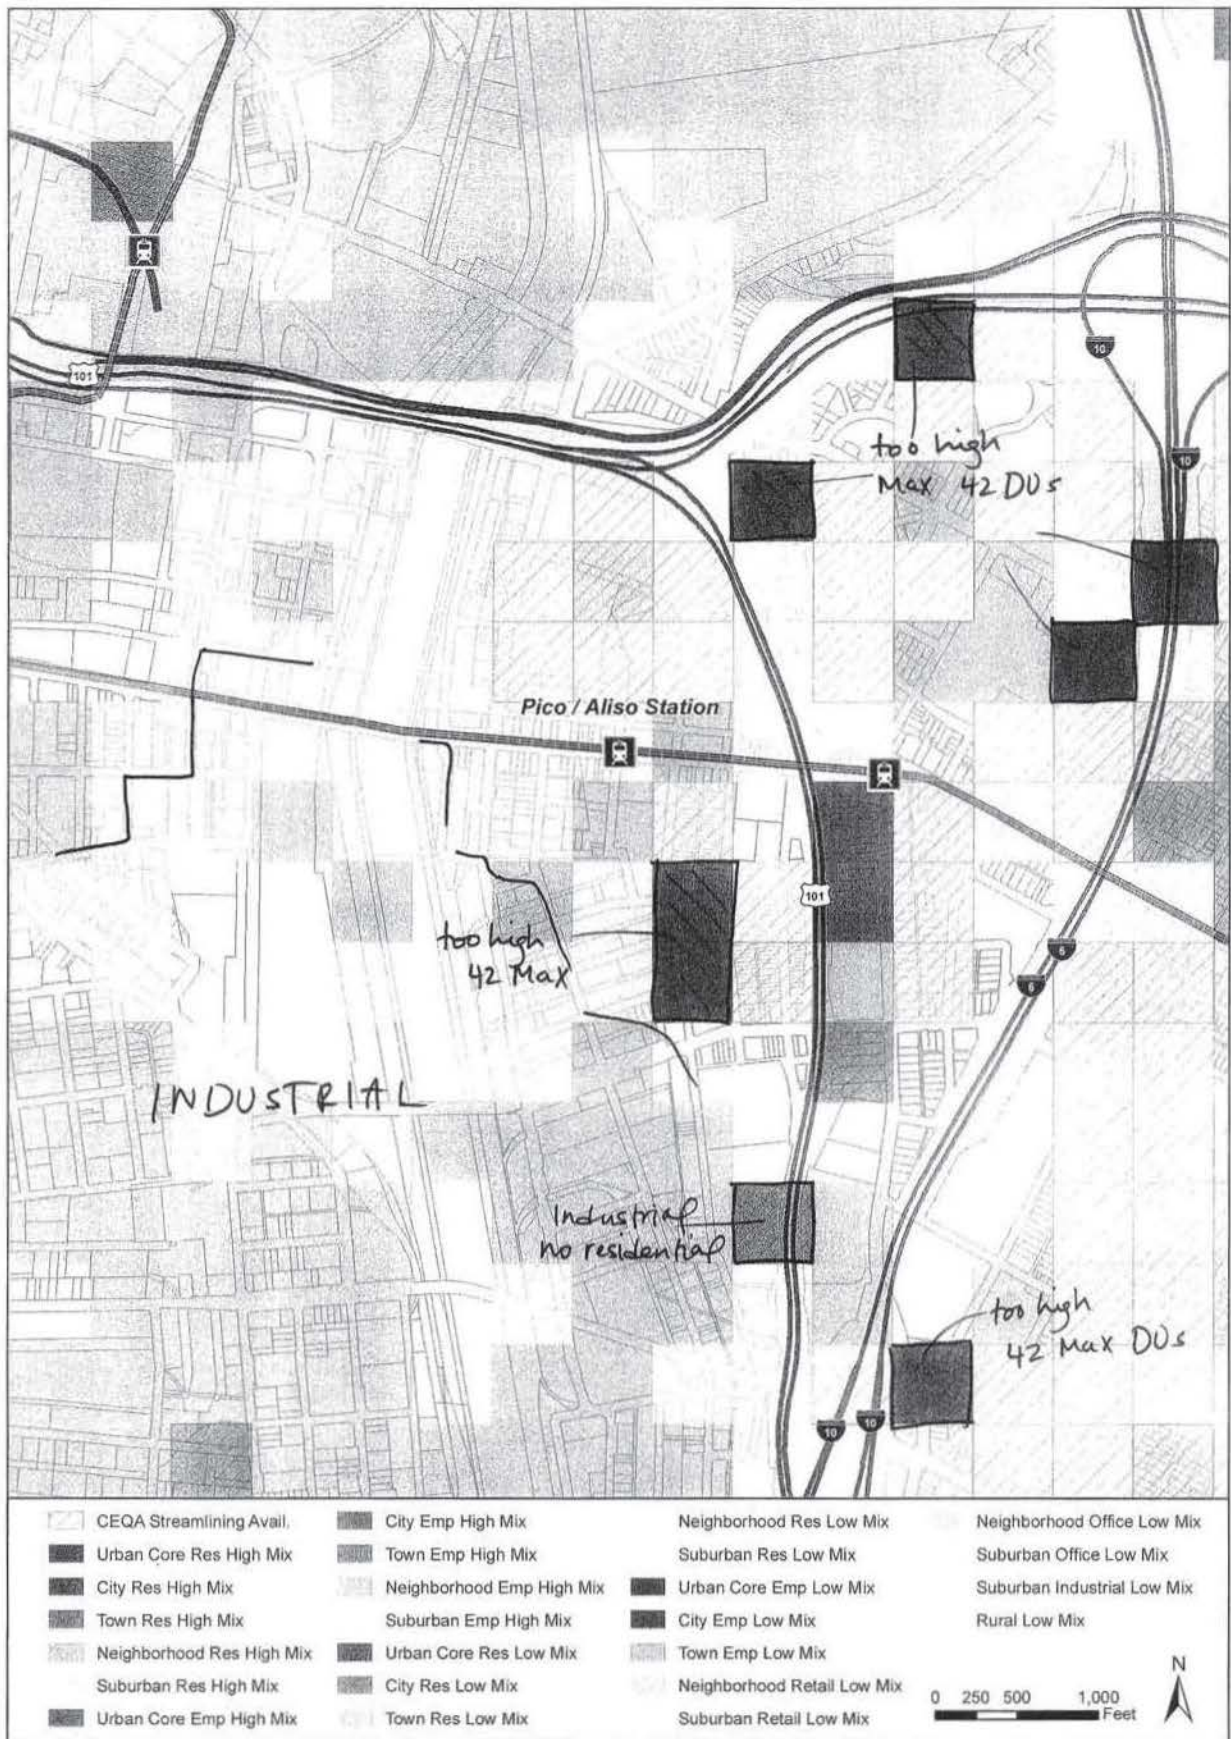 101
10
10
too high
Max 42 DUs
Pico / Aliso Station
101
too high
42 Max
5
5
INDUSTRIAL
Industrial
no residential
too high
42 Max DUs
10
10
CEQA Streamlining Avail.
Urban Core Res High Mix
City Res High Mix
Town Res High Mix
Neighborhood Res High Mix
Suburban Res High Mix
Urban Core Emp High Mix
City Emp High Mix
Town Emp High Mix
Neighborhood Emp High Mix
Suburban Emp High Mix
Urban Core Res Low Mix
City Res Low Mix
Town Res Low Mix
Neighborhood Res Low Mix
Suburban Res Low Mix
Urban Core Emp Low Mix
City Emp Low Mix
Town Emp Low Mix
Neighborhood Retail Low Mix
Suburban Retail Low Mix
Neighborhood Office Low Mix
Suburban Office Low Mix
Suburban Industrial Low Mix
Rural Low Mix
N
0 250 500 1,000
Feet